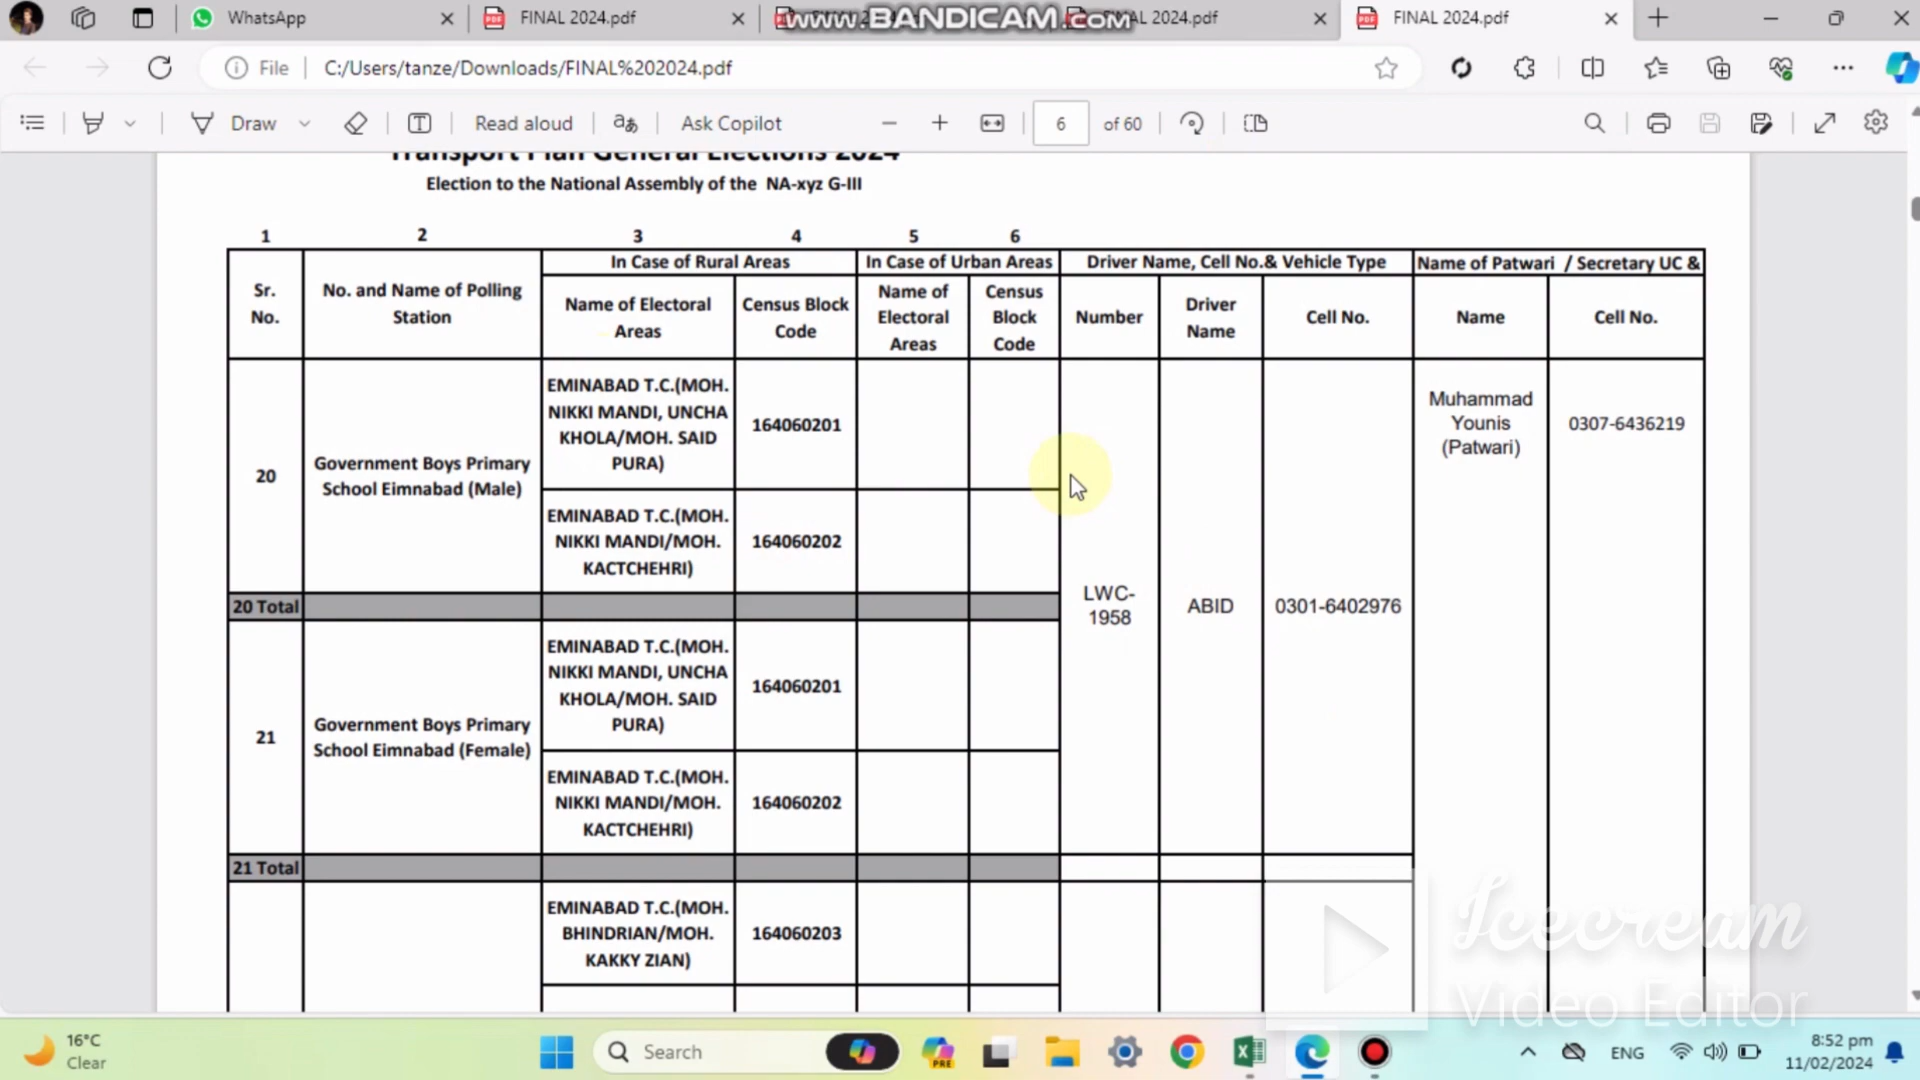 WhatsApp
FINAL 2024.pdf
www.BANDICAM.com
FINAL 2024.pdf
File
C:/Users/tanze/Downloads/FINAL%202024.pdf
Draw
Read aloud
Ask Copilot
6
of 60
Transport Plan General Elections 2024
Election to the National Assembly of the NA-xyz G-III
1
2
3
4
5
6
Sr.
No.
No. and Name of Polling
Station
In Case of Rural Areas
In Case of Urban Areas
Driver Name, Cell No.& Vehicle Type
Name of Patwari / Secretary UC &
Name of Electoral
Areas
Census Block
Code
Name of
Electoral
Areas
Census
Block
Code
Number
Driver
Name
Cell No.
Name
Cell No.
20
Government Boys Primary
School Eimnabad (Male)
EMINABAD T.C.(MOH.
NIKKI MANDI, UNCHA
KHOLA/MOH. SAID
PURA)
164060201
EMINABAD T.C.(MOH.
NIKKI MANDI/MOH.
KACTCHEHRI)
164060202
LWC-
1958
ABID
0301-6402976
Muhammad
Younis
(Patwari)
0307-6436219
20 Total
21
Government Boys Primary
School Eimnabad (Female)
EMINABAD T.C.(MOH.
NIKKI MANDI, UNCHA
KHOLA/MOH. SAID
PURA)
164060201
EMINABAD T.C.(MOH.
NIKKI MANDI/MOH.
KACTCHEHRI)
164060202
21 Total
EMINABAD T.C.(MOH.
BHINDRIAN/MOH.
KAKKY ZIAN)
164060203
Icecream
Video Editor
16°C
Clear
Search
PRE
ENG
8:52 pm
11/02/2024